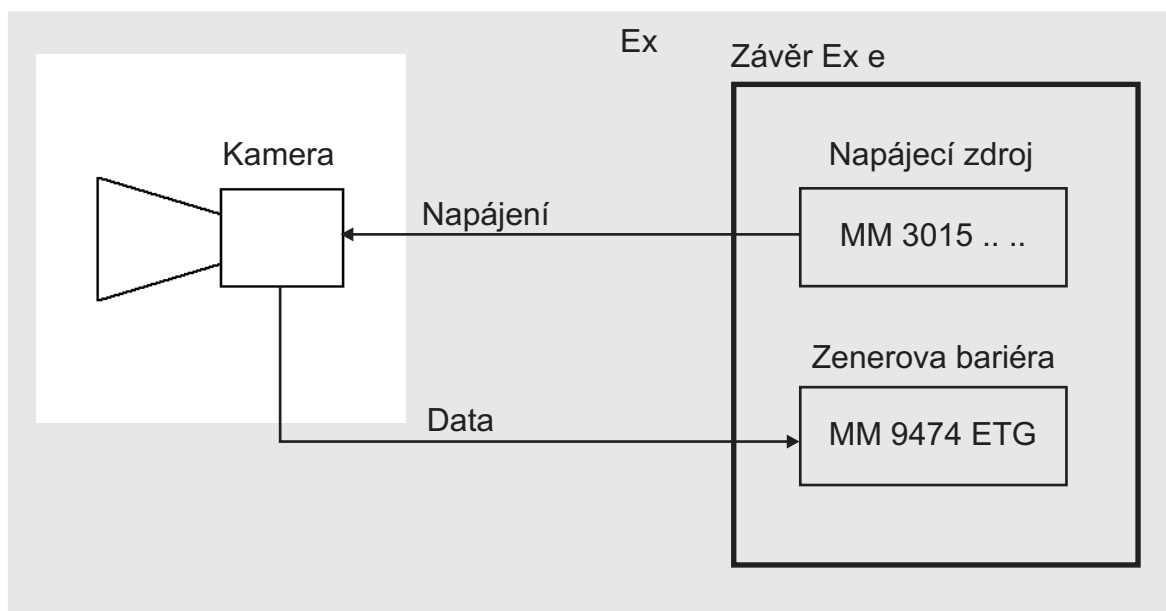 Ex
Závěr Ex e
Kamera
Napájecí zdroj
Napájení
MM 3015 .. ..
Zenerova bariéra
Data
MM 9474 ETG